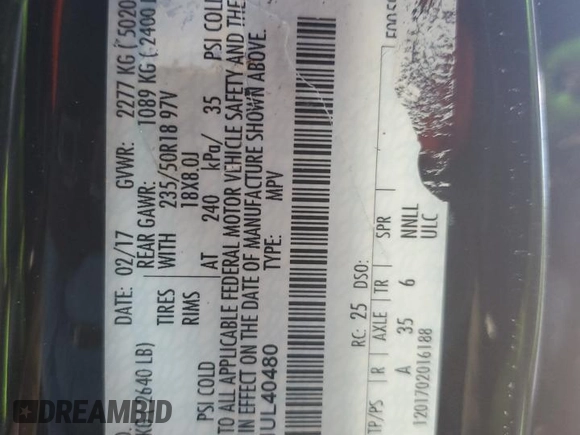 DATE: 02/17 GVWR: 2277 KG ( 5020
2640 LB) REAR GAWR: 1089 KG ( 2400
TIRES WITH 235/50R18 97V
RIMS 18X8.0J
PSI COLD AT 240 kPa/ 35 PSI COLD
TO ALL APPLICABLE FEDERAL MOTOR VEHICLE SAFETY AND THE
IN EFFECT ON THE DATE OF MANUFACTURE SHOWN ABOVE.
UL40480 TYPE: MPV
RC: 25 DSO:
TP/PS IR AXLE TR SPR
A 35 6 NNLL
ULC
1201702016188
DREAMBID